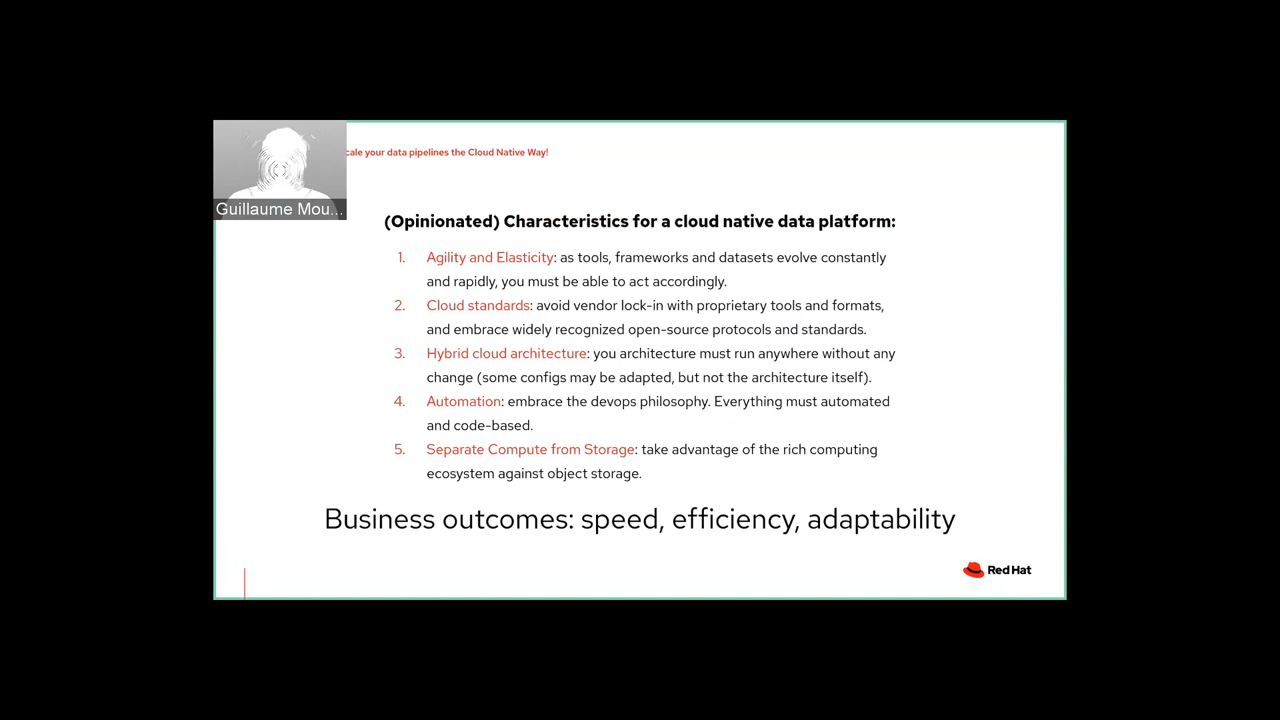 cale your data pipelines the Cloud Native Way!
Guillaume Mou...
(Opinionated) Characteristics for a cloud native data platform:
1. Agility and Elasticity: as tools, frameworks and datasets evolve constantly
and rapidly, you must be able to act accordingly.
2. Cloud standards: avoid vendor lock-in with proprietary tools and formats,
and embrace widely recognized open-source protocols and standards.
3. Hybrid cloud architecture: you architecture must run anywhere without any
change (some configs may be adapted, but not the architecture itself).
4. Automation: embrace the devops philosophy. Everything must automated
and code-based.
5. Separate Compute from Storage: take advantage of the rich computing
ecosystem against object storage.
Business outcomes: speed, efficiency, adaptability
Red Hat